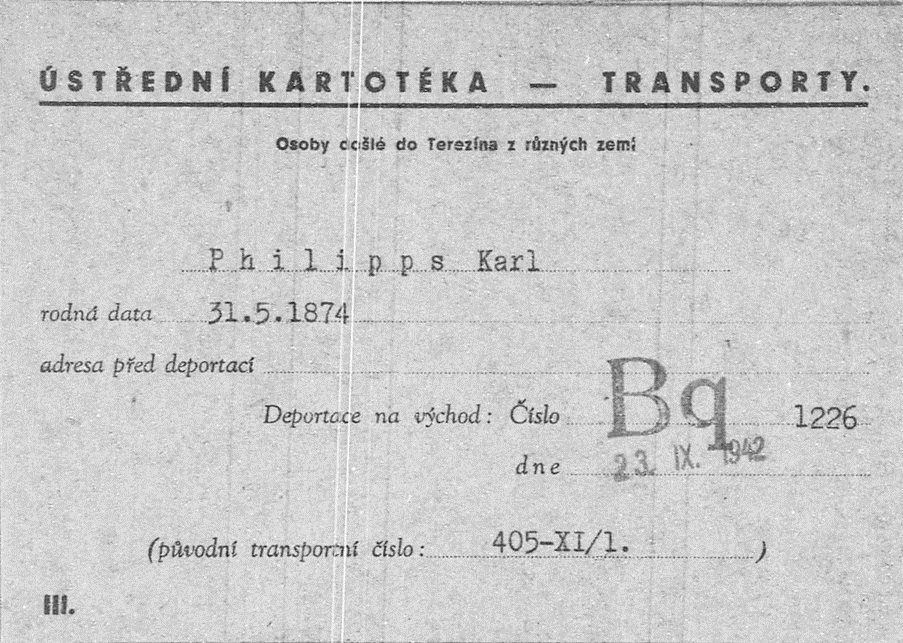 ÚSTŘEDNÍ KARTOTÉKA — TRANSPORTY.
Osoby došlé do Terezína z různých zemí
Philipps Karl
rodná data 31.5.1874
adresa před deportací
Deportace na východ: Číslo Bq 1226
dne 23. IX. 1942
(původní transportní číslo: 405-XI/1. )
III.